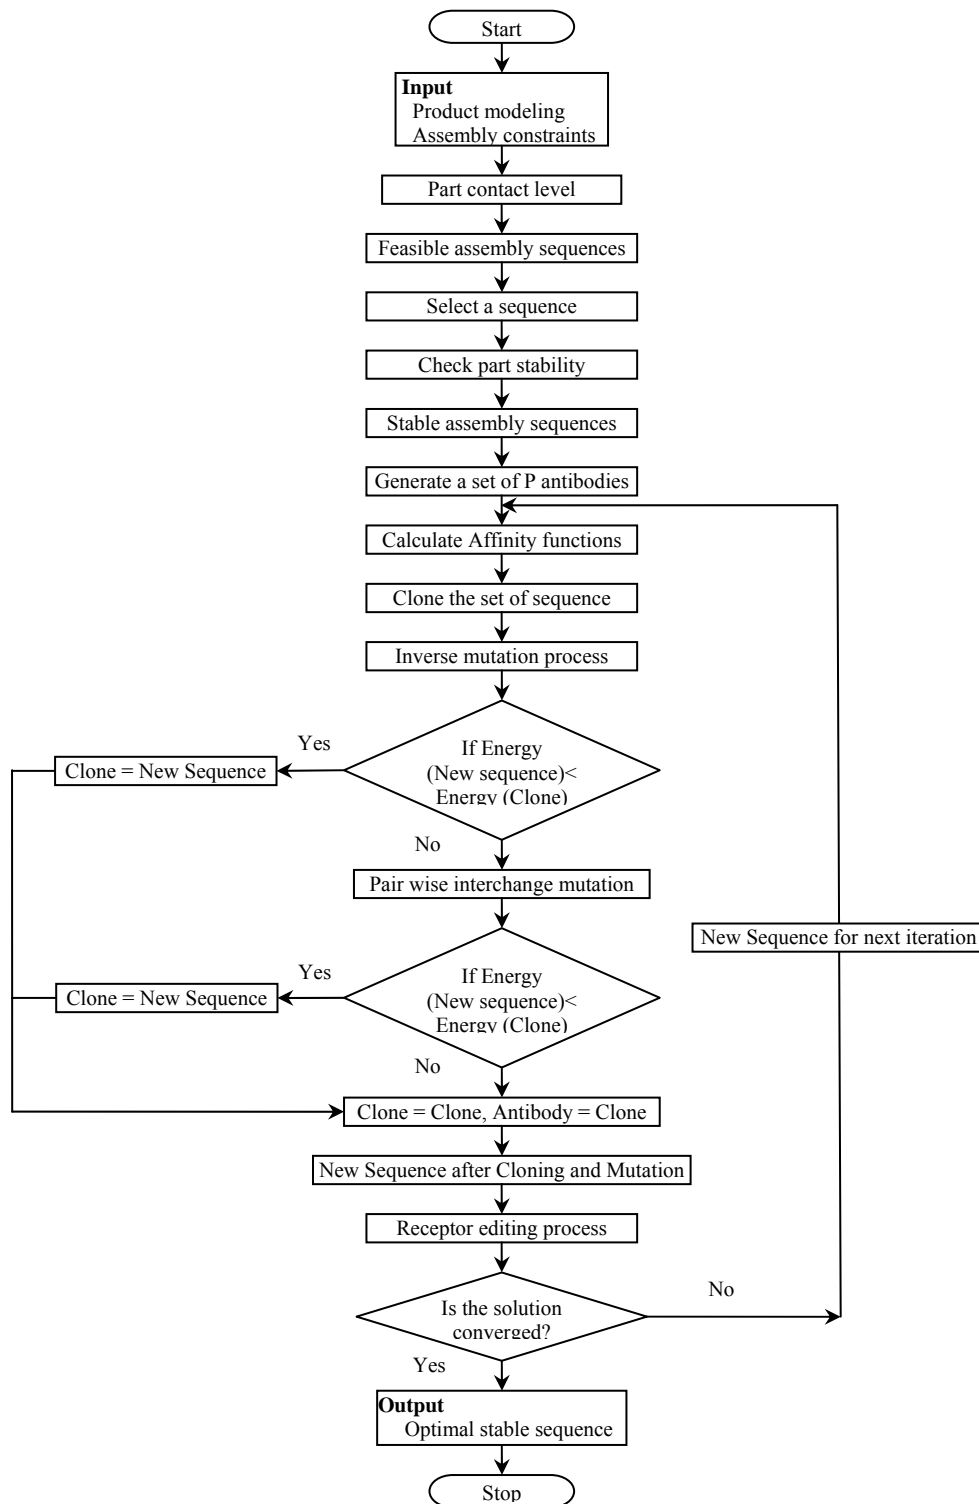 Start
Input
Product modeling
Assembly constraints
Part contact level
Feasible assembly sequences
Select a sequence
Check part stability
Stable assembly sequences
Generate a set of P antibodies
Calculate Affinity functions
Clone the set of sequence
Inverse mutation process
If Energy
(New sequence)<
Energy (Clone)
Yes
Clone = New Sequence
No
Pair wise interchange mutation
New Sequence for next iteration
If Energy
(New sequence)<
Energy (Clone)
Yes
Clone = New Sequence
No
Clone = Clone, Antibody = Clone
New Sequence after Cloning and Mutation
Receptor editing process
Is the solution
converged?
No
Yes
Output
Optimal stable sequence
Stop